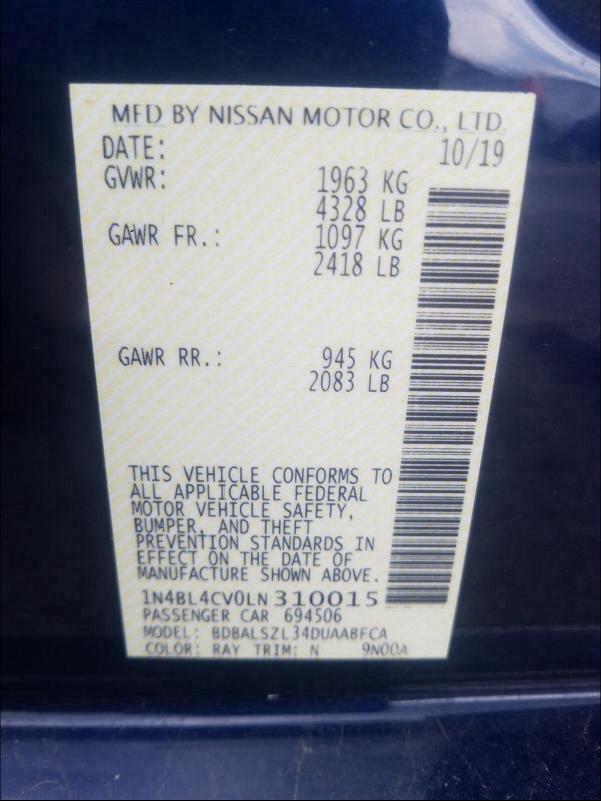 MFD BY NISSAN MOTOR CO., LTD.
DATE: 10/19
GVWR: 1963 KG
4328 LB
GAWR FR.: 1097 KG
2418 LB
GAWR RR.: 945 KG
2083 LB
THIS VEHICLE CONFORMS TO
ALL APPLICABLE FEDERAL
MOTOR VEHICLE SAFETY,
BUMPER, AND THEFT
PREVENTION STANDARDS IN
EFFECT ON THE DATE OF
MANUFACTURE SHOWN ABOVE.
1N4BL4CV0LN310015
PASSENGER CAR 694506
MODEL: BDBALSZL34DUAABFCA
COLOR: RAY TRIM: N 9N00A